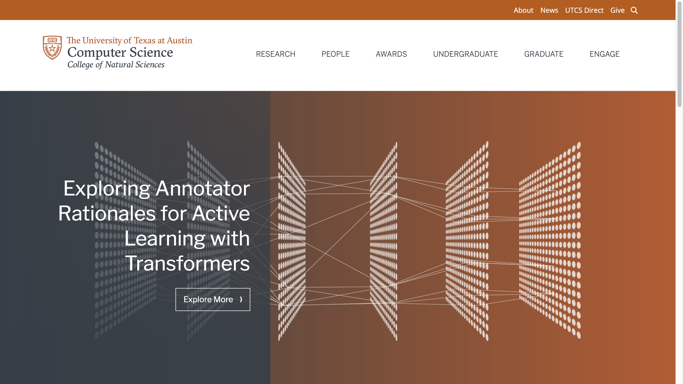 About News UTCS Direct Give
The University of Texas at Austin
Computer Science
College of Natural Sciences
RESEARCH PEOPLE AWARDS UNDERGRADUATE GRADUATE ENGAGE
Exploring Annotator
Rationales for Active
Learning with
Transformers
Explore More